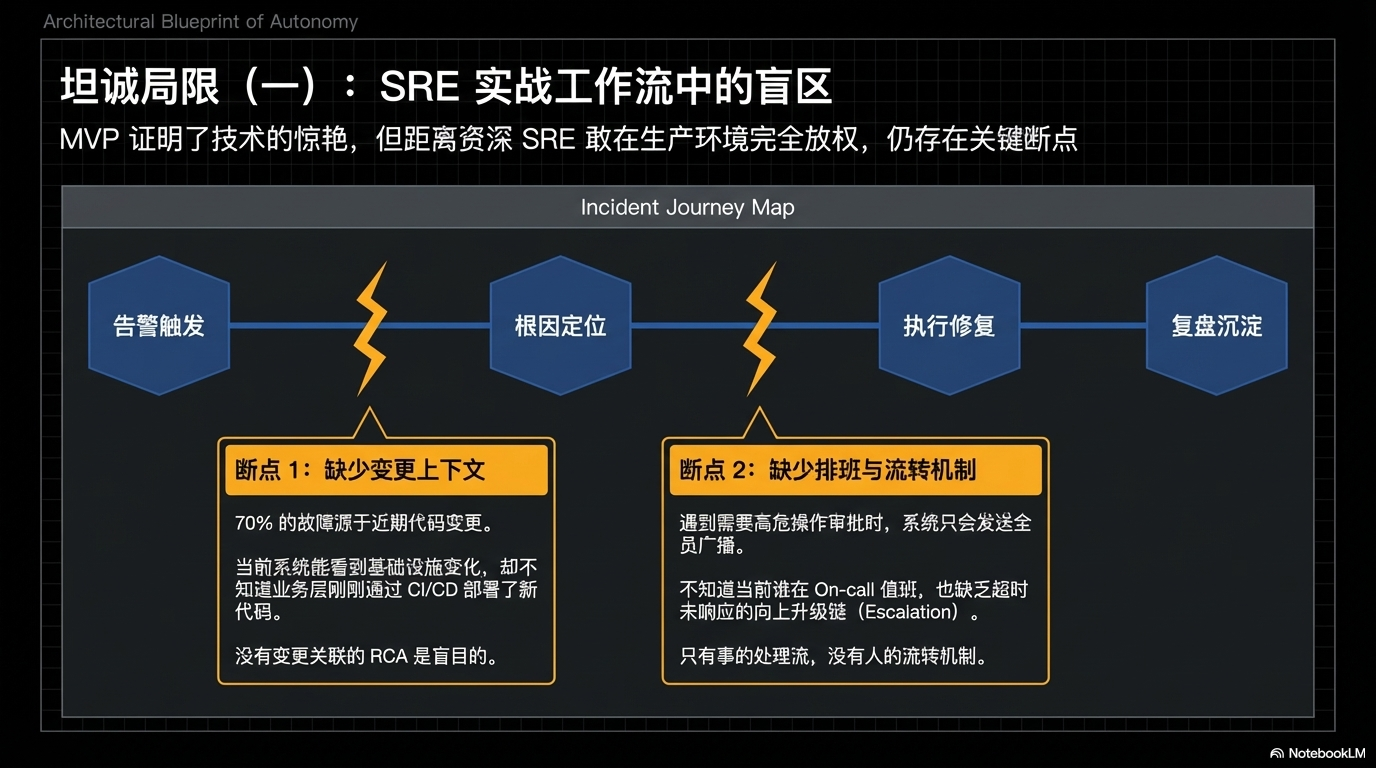 Architectural Blueprint of Autonomy
坦诚局限（一）：SRE 实战工作流中的盲区
MVP 证明了技术的惊艳，但距离资深 SRE 敢在生产环境完全放权，仍存在关键断点
Incident Journey Map
告警触发
根因定位
执行修复
复盘沉淀
断点 1：缺少变更上下文
70% 的故障源于近期代码变更。
当前系统能看到基础设施变化，却不
知道业务层刚刚通过 CI/CD 部署了新
代码。
没有变更关联的 RCA 是盲目的。
断点 2：缺少排班与流转机制
遇到需要高危操作审批时，系统只会发送全
员广播。
不知道当前谁在 On-call 值班，也缺乏超时
未响应的向上升级链（Escalation）。
只有事的处理流，没有人的流转机制。
NotebookLM